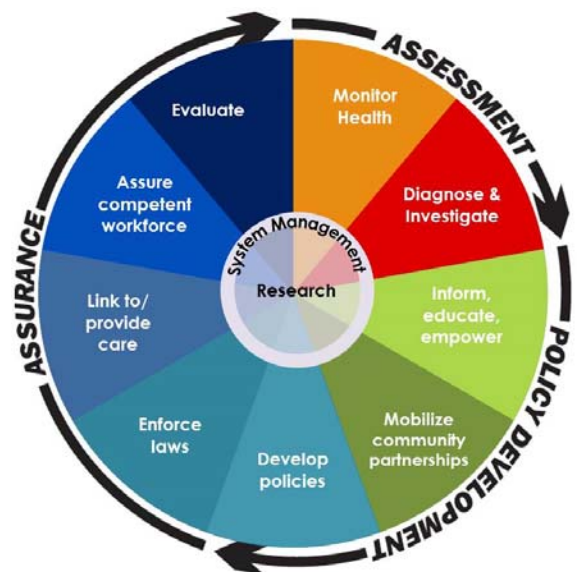 ASSESSMENT
Monitor
Health
Diagnose &
Investigate
Inform,
educate,
empower
POLICY DEVELOPMENT
Mobilize
community
partnerships
Develop
policies
Enforce
laws
ASSURANCE
Link to/
provide
care
Assure
competent
workforce
Evaluate
System Management
Research